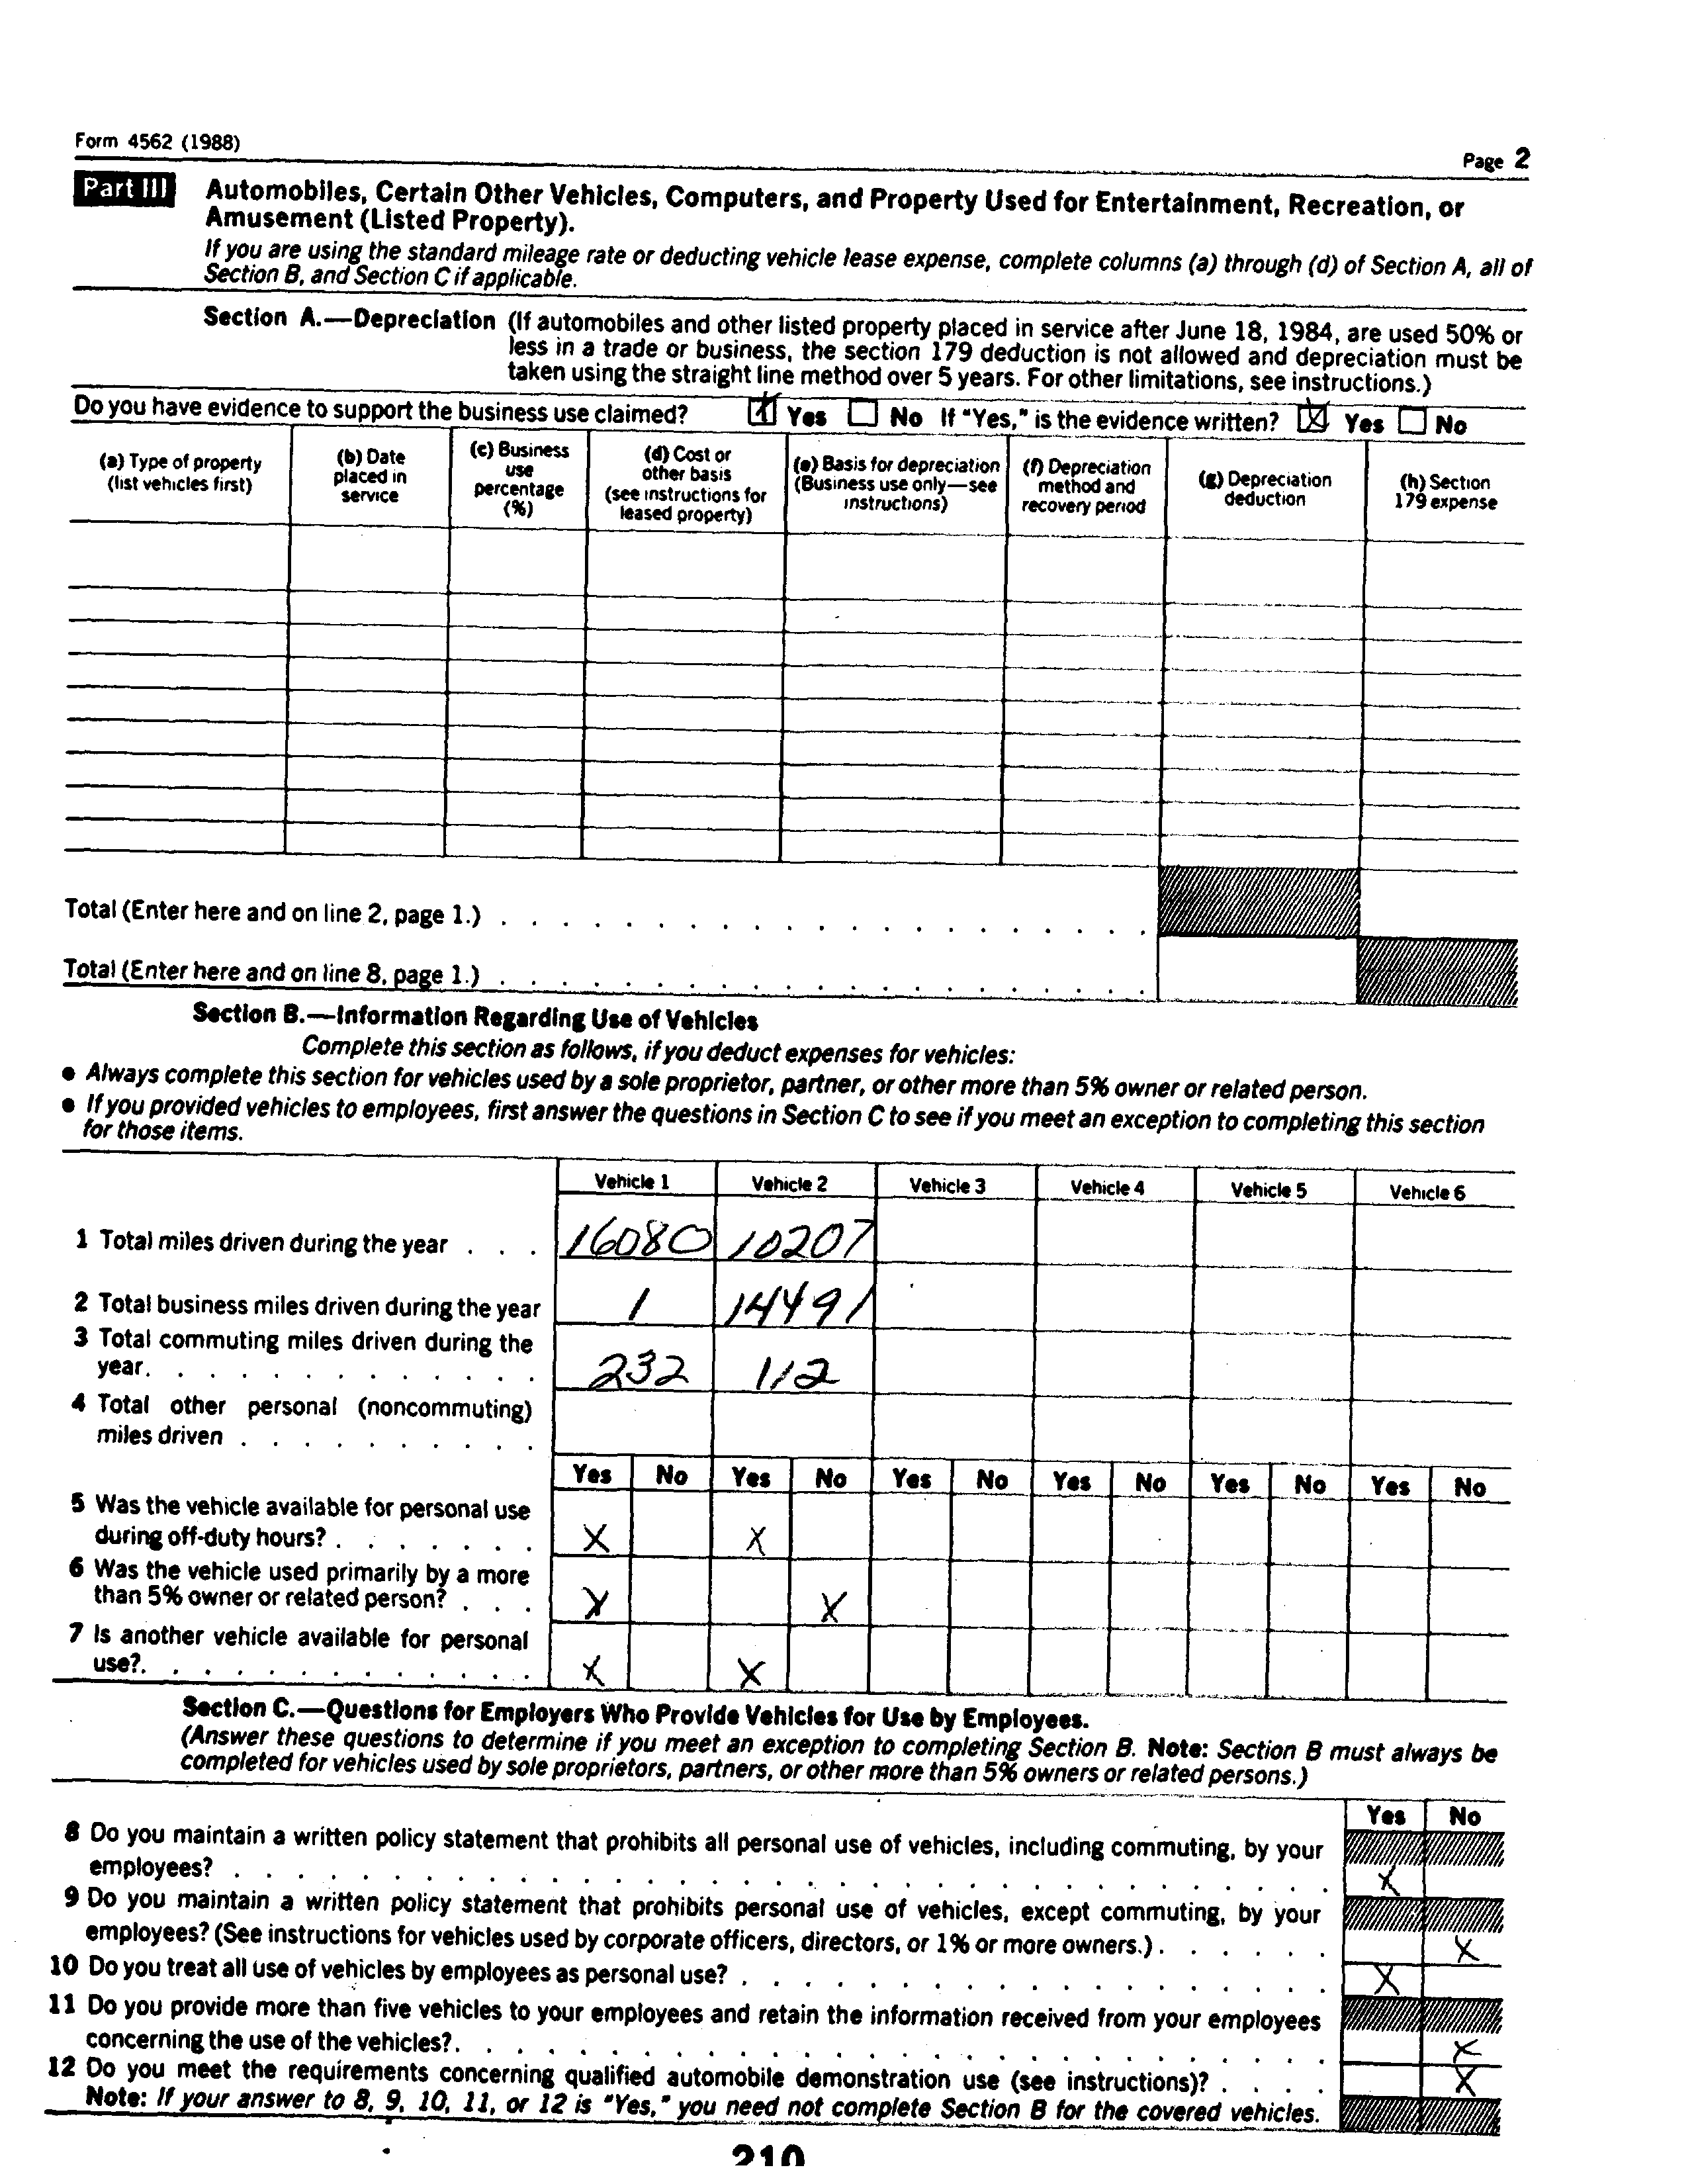 Form 4562 (1988)
Page 2
Part III Automobiles, Certain Other Vehicles, Computers, and Property Used for Entertainment, Recreation, or
Amusement (Listed Property).
If you are using the standard mileage rate or deducting vehicle lease expense, complete columns (a) through (d) of Section A, all of
Section B, and Section C if applicable.
Section A.—Depreciation (If automobiles and other listed property placed in service after June 18, 1984, are used 50% or
less in a trade or business, the section 179 deduction is not allowed and depreciation must be
taken using the straight line method over 5 years. For other limitations, see instructions.)
Do you have evidence to support the business use claimed? X Yes No If "Yes," is the evidence written? X Yes No
(a) Type of property
(list vehicles first)
(b) Date
placed in
service
(c) Business
use
percentage
(%)
(d) Cost or
other basis
(see instructions for
leased property)
(e) Basis for depreciation
(Business use only—see
instructions)
(f) Depreciation
method and
recovery period
(g) Depreciation
deduction
(h) Section
179 expense
Total (Enter here and on line 2, page 1.)
Total (Enter here and on line 8, page 1.)
Section B.—Information Regarding Use of Vehicles
Complete this section as follows, if you deduct expenses for vehicles:
● Always complete this section for vehicles used by a sole proprietor, partner, or other more than 5% owner or related person.
● If you provided vehicles to employees, first answer the questions in Section C to see if you meet an exception to completing this section
for those items.
Vehicle 1 Vehicle 2 Vehicle 3 Vehicle 4 Vehicle 5 Vehicle 6
1 Total miles driven during the year . . . 16080 10207
2 Total business miles driven during the year 1 14491
3 Total commuting miles driven during the
year. . . . . . . . . . . . . 232 112
4 Total other personal (noncommuting)
miles driven . . . . . . . . . .
Yes No Yes No Yes No Yes No Yes No Yes No
5 Was the vehicle available for personal use
during off-duty hours? . . . . . . . X X
6 Was the vehicle used primarily by a more
than 5% owner or related person? . . . X X
7 Is another vehicle available for personal
use?. . . . . . . . . . . . . X X
Section C.—Questions for Employers Who Provide Vehicles for Use by Employees.
(Answer these questions to determine if you meet an exception to completing Section B. Note: Section B must always be
completed for vehicles used by sole proprietors, partners, or other more than 5% owners or related persons.)
Yes No
8 Do you maintain a written policy statement that prohibits all personal use of vehicles, including commuting, by your
employees? X
9 Do you maintain a written policy statement that prohibits personal use of vehicles, except commuting, by your
employees? (See instructions for vehicles used by corporate officers, directors, or 1% or more owners.) . . . . . . X
10 Do you treat all use of vehicles by employees as personal use? X
11 Do you provide more than five vehicles to your employees and retain the information received from your employees
concerning the use of the vehicles?. X
12 Do you meet the requirements concerning qualified automobile demonstration use (see instructions)? . . . . X
Note: If your answer to 8, 9, 10, 11, or 12 is "Yes," you need not complete Section B for the covered vehicles.
210